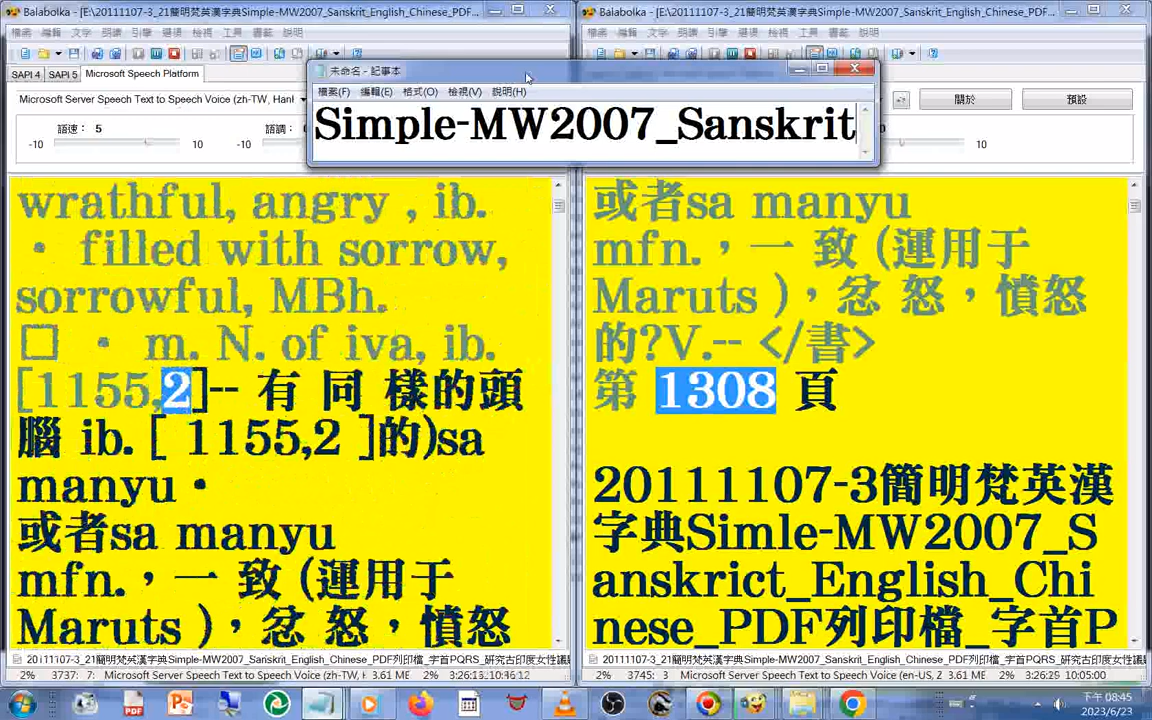 Balabolka - [E:\20111107-3_21簡明梵英漢字典Simple-MW2007_Sanskrit_English_Chinese_PDF...
Balabolka - [E:\20111107-3_21簡明梵英漢字典Simple-MW2007_Sanskrit_English_Chinese_PDF...
SAPI 4 SAPI 5 Microsoft Speech Platform
未命名 - 記事本
檔案(F) 編輯(E) 格式(O) 檢視(V) 說明(H)
Simple-MW2007_Sanskrit
Microsoft Server Speech Text to Speech Voice (zh-TW, Han
關於 預設
語速： 5 語調：
-10 10 -10
10
wrathful, angry , ib.
• filled with sorrow,
sorrowful, MBh.
□ • m. N. of iva, ib.
[1155,2]-- 有 同 樣的頭
腦 ib. [ 1155,2 ]的)sa
manyu •
或者sa manyu
mfn.，一 致 (運用于
Maruts )，忿 怒，憤怒
或者sa manyu
mfn.，一 致 (運用于
Maruts )，忿 怒，憤怒
的?V.-- </書>
第 1308 頁
20111107-3簡明梵英漢
字典Simle-MW2007_S
anskrict_English_Chi
nese_PDF列印檔_字首P
20111107-3_21簡明梵英漢字典Simple-MW2007_Sanskrit_English_Chinese_PDF列印檔_字首PQRS_研究古印度女性議
20111107-3_21簡明梵英漢字典Simple-MW2007_Sanskrit_English_Chinese_PDF列印檔_字首PQRS_研究古印度女性議
2% 3737: 7: Microsoft Server Speech Text to Speech Voice (zh-TW, 3.61 ME 2%
2% 3745: 3 Microsoft Server Speech Text to Speech Voice (en-US, 3.61 ME 2% 3:26:29 10:05:00
下午 08:45
2023/6/23